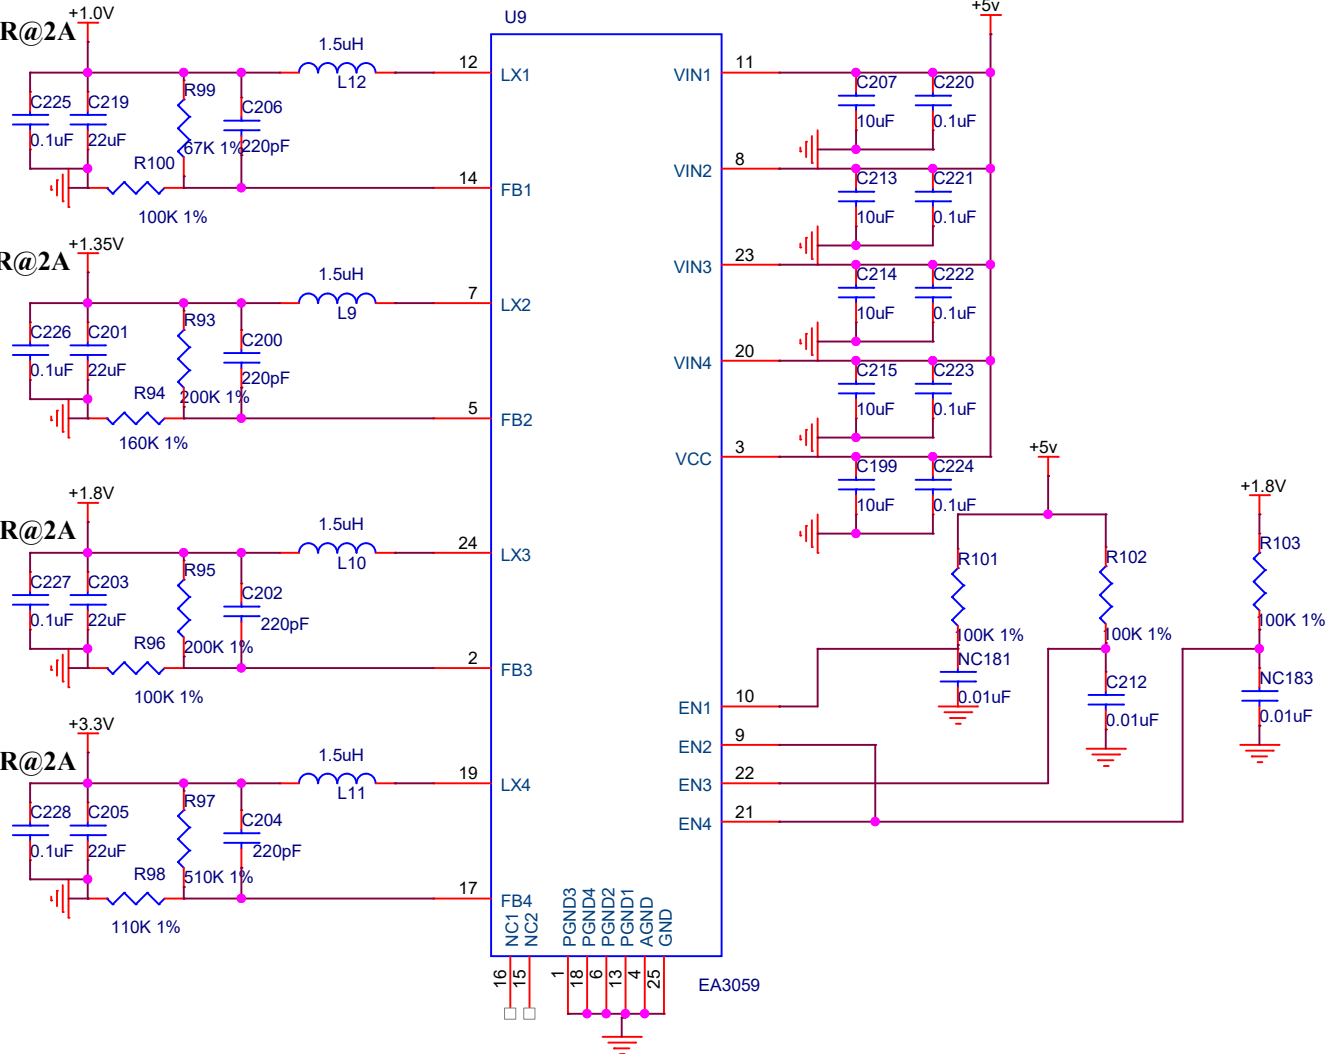 +1.0V
R@2A
C225
0.1uF
C219
22uF
R99
67K 1%
C206
220pF
R100
100K 1%
1.5uH
L12
12
LX1
14
FB1
+1.35V
R@2A
C226
0.1uF
C201
22uF
R93
200K 1%
C200
220pF
R94
160K 1%
1.5uH
L9
7
LX2
5
FB2
+1.8V
R@2A
C227
0.1uF
C203
22uF
R95
200K 1%
C202
220pF
R96
100K 1%
1.5uH
L10
24
LX3
2
FB3
+3.3V
R@2A
C228
0.1uF
C205
22uF
R97
510K 1%
C204
220pF
R98
110K 1%
1.5uH
L11
19
LX4
17
FB4
U9
EA3059
NC1
NC2
16
15
PGND3
PGND4
PGND2
PGND1
AGND
GND
1
18
6
13
4
25
+5v
VIN1
11
C207
10uF
C220
0.1uF
VIN2
8
C213
10uF
C221
0.1uF
VIN3
23
C214
10uF
C222
0.1uF
VIN4
20
C215
10uF
C223
0.1uF
VCC
3
C199
10uF
C224
0.1uF
+5v
R101
100K 1%
NC181
0.01uF
R102
100K 1%
C212
0.01uF
+1.8V
R103
100K 1%
NC183
0.01uF
EN1
10
EN2
9
EN3
22
EN4
21